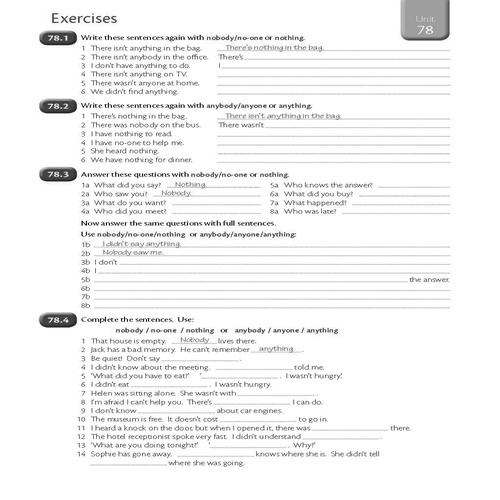 Exercises
Unit
78
78.1 Write these sentences again with nobody/no-one or nothing.
1 There isn't anything in the bag. There's nothing in the bag.
2 There isn't anybody in the office. There's
3 I don't have anything to do. I
4 There isn't anything on TV.
5 There wasn't anyone at home.
6 We didn't find anything.
78.2 Write these sentences again with anybody/anyone or anything.
1 There's nothing in the bag. There isn't anything in the bag.
2 There was nobody on the bus. There wasn't
3 I have nothing to read.
4 I have no-one to help me.
5 She heard nothing.
6 We have nothing for dinner.
78.3 Answer these questions with nobody/no-one or nothing.
1a What did you say? Nothing. 5a Who knows the answer?
2a Who saw you? Nobody. 6a What did you buy?
3a What do you want? 7a What happened?
4a Who did you meet? 8a Who was late?
Now answer the same questions with full sentences.
Use nobody/no-one/nothing or anybody/anyone/anything:
1b I didn't say anything.
2b Nobody saw me.
3b I don't
4b I
5b the answer.
6b
7b
8b
78.4 Complete the sentences. Use:
nobody / no-one / nothing or anybody / anyone / anything
1 That house is empty. Nobody lives there.
2 Jack has a bad memory. He can't remember anything .
3 Be quiet! Don't say .
4 I didn't know about the meeting. told me.
5 'What did you have to eat?' ' . I wasn't hungry.'
6 I didn't eat . I wasn't hungry.
7 Helen was sitting alone. She wasn't with .
8 I'm afraid I can't help you. There's I can do.
9 I don't know about car engines.
10 The museum is free. It doesn't cost to go in.
11 I heard a knock on the door, but when I opened it, there was there.
12 The hotel receptionist spoke very fast. I didn't understand .
13 'What are you doing tonight?' ' . Why?'
14 Sophie has gone away. knows where she is. She didn't tell
where she was going.